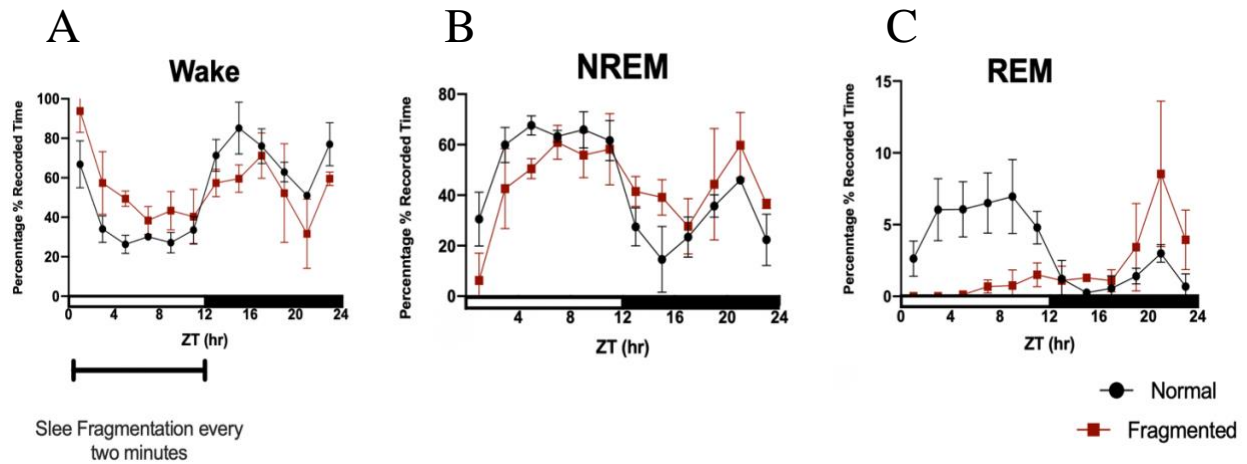 A
B
C
Wake
NREM
REM
Percenntage % Recorded Time
100
80
60
40
20
0
0
4
8
12
16
20
24
ZT (hr)
Percenntage % Recorded Time
80
60
40
20
0
4
8
12
16
20
24
ZT (hr)
Percenntage % Recorded Time
15
10
5
0
0
4
8
12
16
20
24
ZT (hr)
Slee Fragmentation every
two minutes
Normal
Fragmented